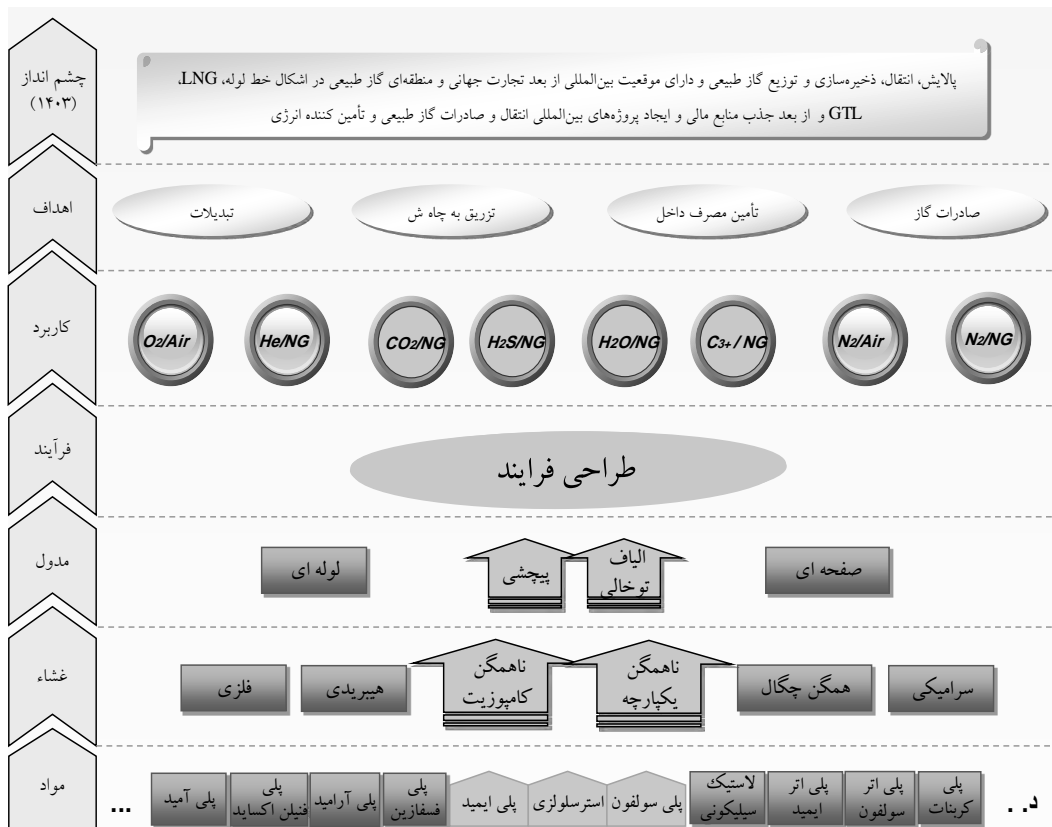 چشم انداز
(۱۴۰۳)
پالایش، انتقال، ذخیره‌سازی و توزیع گاز طبیعی و دارای موقعیت بین‌المللی از بعد تجارت جهانی و منطقه‌ای گاز طبیعی در اشکال خط لوله، LNG،
GTL و از بعد جذب منابع مالی و ایجاد پروژه‌های بین‌المللی انتقال و صادرات گاز طبیعی و تأمین کننده انرژی
اهداف
صادرات گاز
تأمین مصرف داخل
تزریق به چاه ش
تبدیلات
کاربرد
O2/Air
He/NG
CO2/NG
H2S/NG
H2O/NG
C3+/ NG
N2/Air
N2/NG
فرآیند
طراحی فرایند
مدول
صفحه ای
الیاف
توخالی
پیچشی
لوله ای
غشاء
سرامیکی
همگن چگال
ناهمگن
یکپارچه
ناهمگن
کامپوزیت
هیبریدی
فلزی
مواد
د. .
پلی
کربنات
پلی اتر
سولفون
پلی اتر
ایمید
لاستیک
سیلیکونی
پلی سولفون
استرسلولزی
پلی ایمید
پلی
فسفازین
پلی آرامید
پلی
فنیلن اکساید
پلی آمید
...